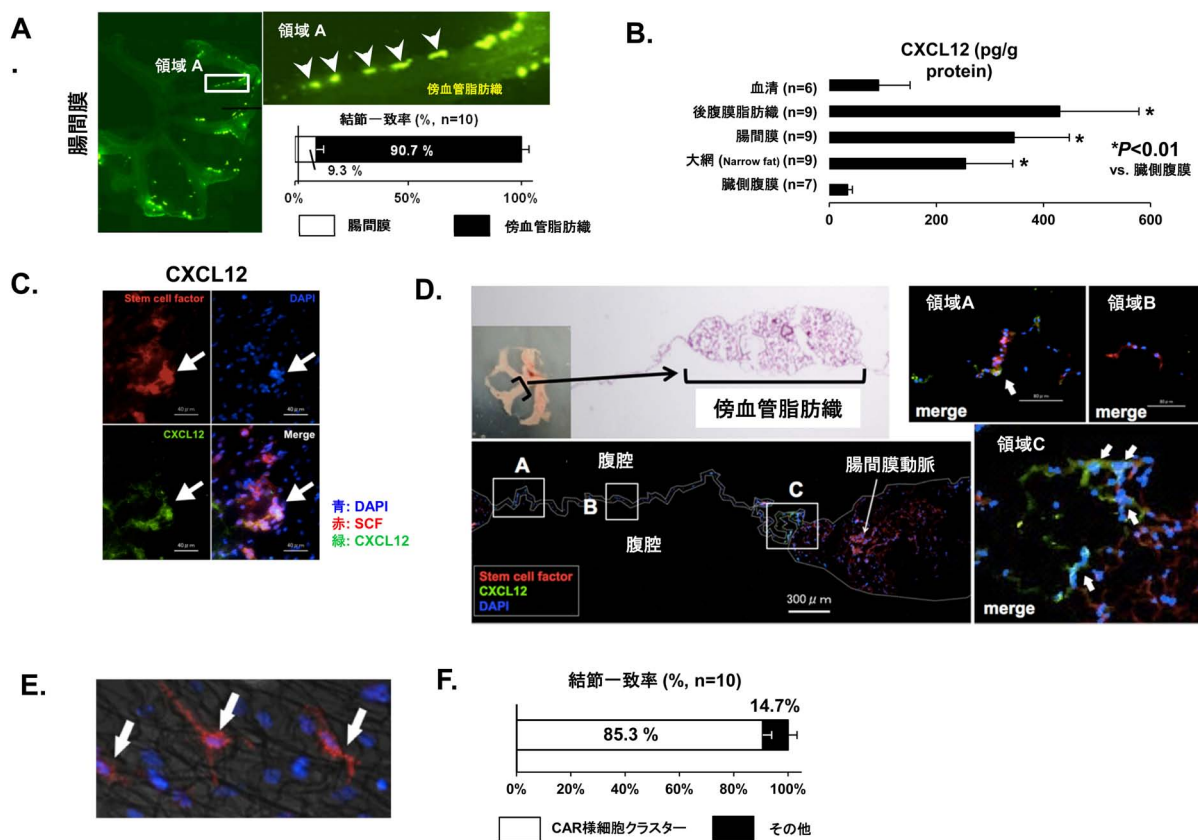 A
.
腸間膜
領域 A
領域 A
傍血管脂肪織
結節一致率 (%, n=10)
90.7 %
9.3 %
0%
50%
100%
腸間膜
傍血管脂肪織
B.
CXCL12 (pg/g
protein)
血清 (n=6)
後腹膜脂肪織 (n=9)
腸間膜 (n=9)
大網 (Narrow fat) (n=9)
臓側腹膜 (n=7)
*
*
*
*P<0.01
vs. 臓側腹膜
0
200
400
600
C.
CXCL12
Stem cell factor
DAPI
40μm
40μm
CXCL12
Merge
40μm
40μm
青: DAPI
赤: SCF
緑: CXCL12
D.
傍血管脂肪織
領域A
merge
領域B
merge
A
腹腔
B
腹腔
C
腸間膜動脈
Stem cell factor
CXCL12
DAPI
300μm
領域C
merge
E.
F.
結節一致率 (%, n=10)
14.7%
85.3 %
0%
20%
40%
60%
80%
100%
CAR様細胞クラスター
その他